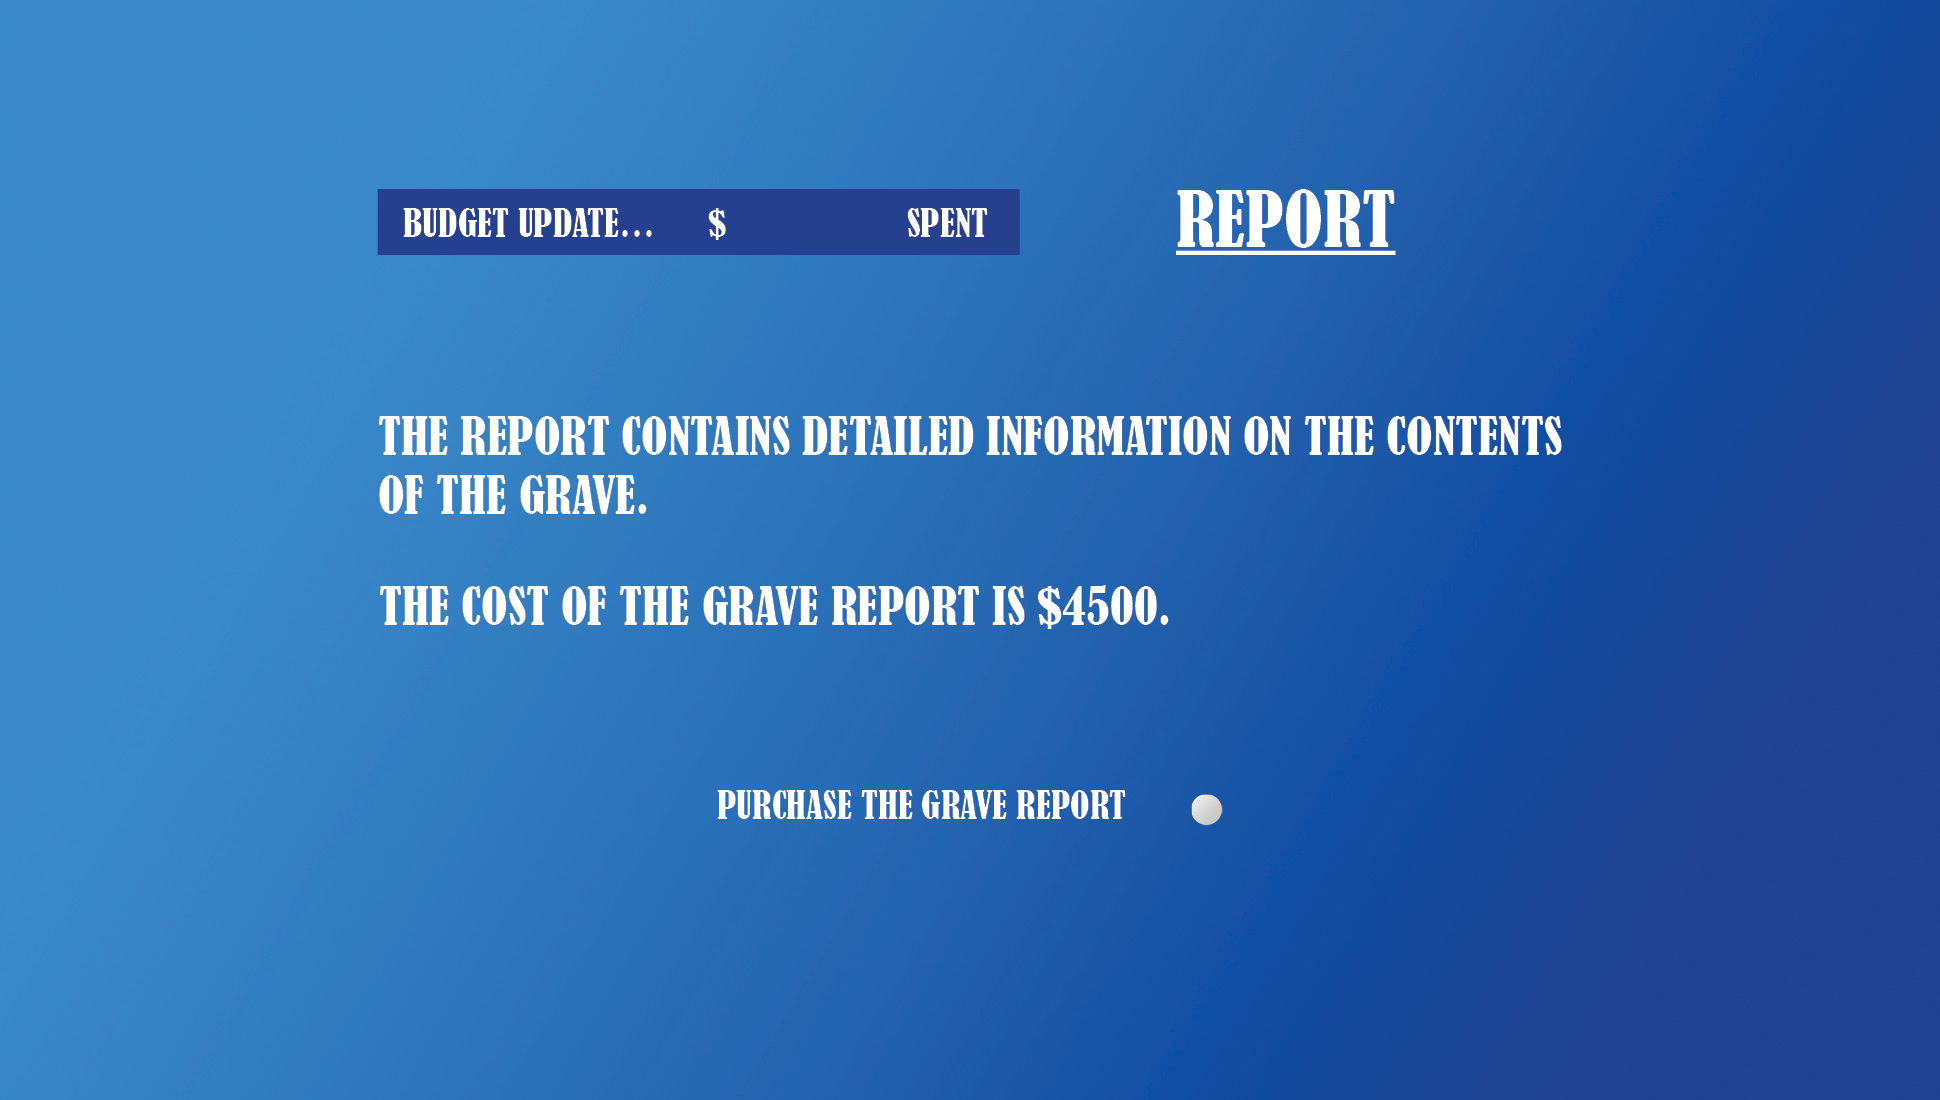 BUDGET UPDATE... $ SPENT
REPORT
THE REPORT CONTAINS DETAILED INFORMATION ON THE CONTENTS
OF THE GRAVE.
THE COST OF THE GRAVE REPORT IS $4500.
PURCHASE THE GRAVE REPORT